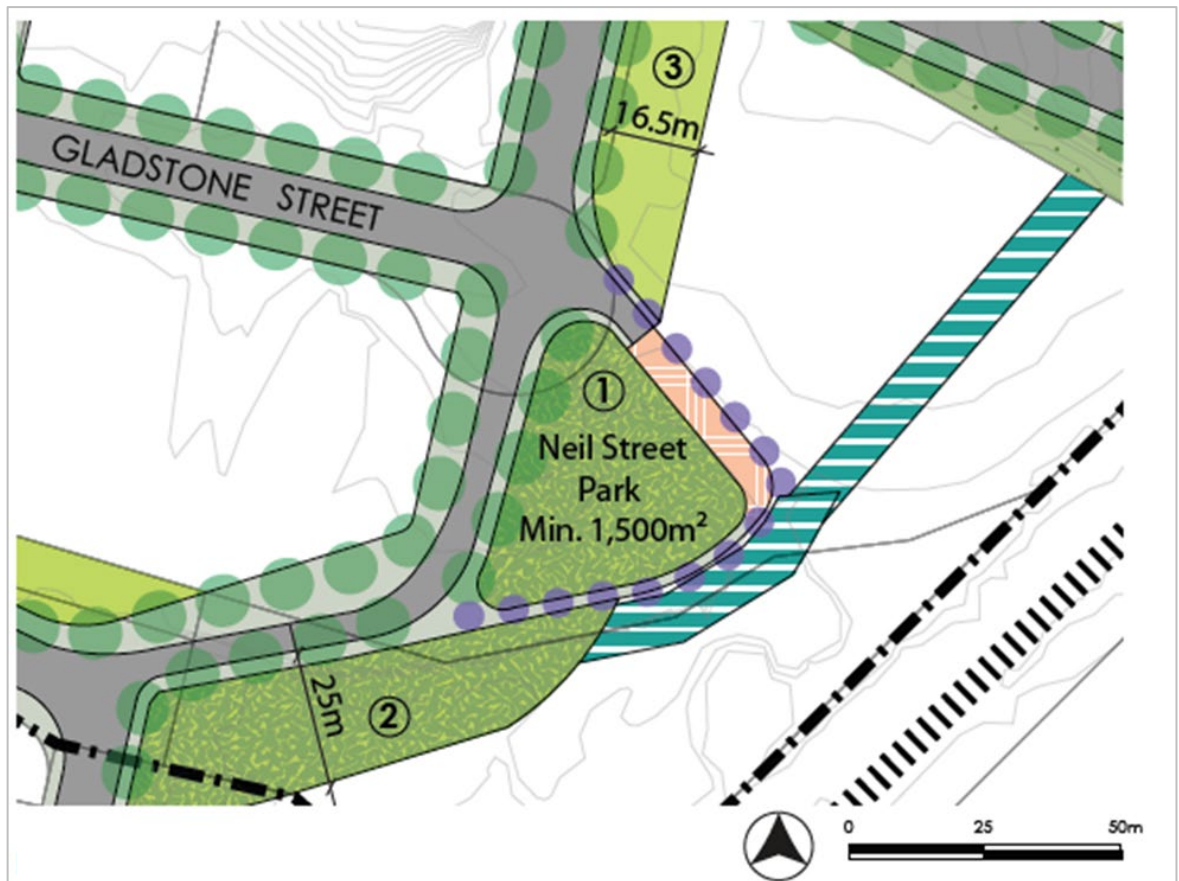 ③
16.5m
GLADSTONE STREET
①
Neil Street
Park
Min. 1,500m²
25m
②
0 25 50m